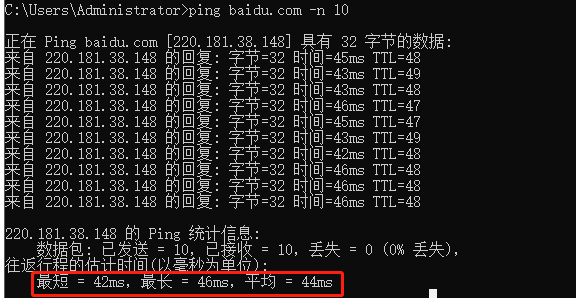 C:\Users\Administrator>ping baidu.com -n 10
正在 Ping baidu.com [220.181.38.148] 具有 32 字节的数据:
来自 220.181.38.148 的回复: 字节=32 时间=45ms TTL=48
来自 220.181.38.148 的回复: 字节=32 时间=43ms TTL=49
来自 220.181.38.148 的回复: 字节=32 时间=43ms TTL=48
来自 220.181.38.148 的回复: 字节=32 时间=46ms TTL=47
来自 220.181.38.148 的回复: 字节=32 时间=45ms TTL=47
来自 220.181.38.148 的回复: 字节=32 时间=43ms TTL=49
来自 220.181.38.148 的回复: 字节=32 时间=42ms TTL=48
来自 220.181.38.148 的回复: 字节=32 时间=46ms TTL=48
来自 220.181.38.148 的回复: 字节=32 时间=46ms TTL=48
来自 220.181.38.148 的回复: 字节=32 时间=46ms TTL=48
220.181.38.148 的 Ping 统计信息:
数据包: 已发送 = 10，已接收 = 10，丢失 = 0 (0% 丢失)，
往返行程的估计时间(以毫秒为单位):
最短 = 42ms，最长 = 46ms，平均 = 44ms